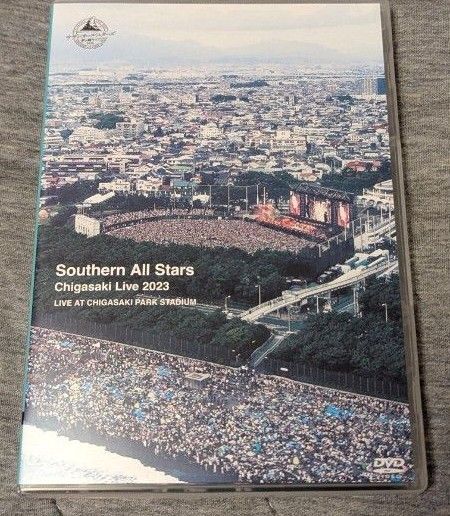 Southern All Stars
Chigasaki Live 2023
LIVE AT CHIGASAKI PARK STADIUM
DVD